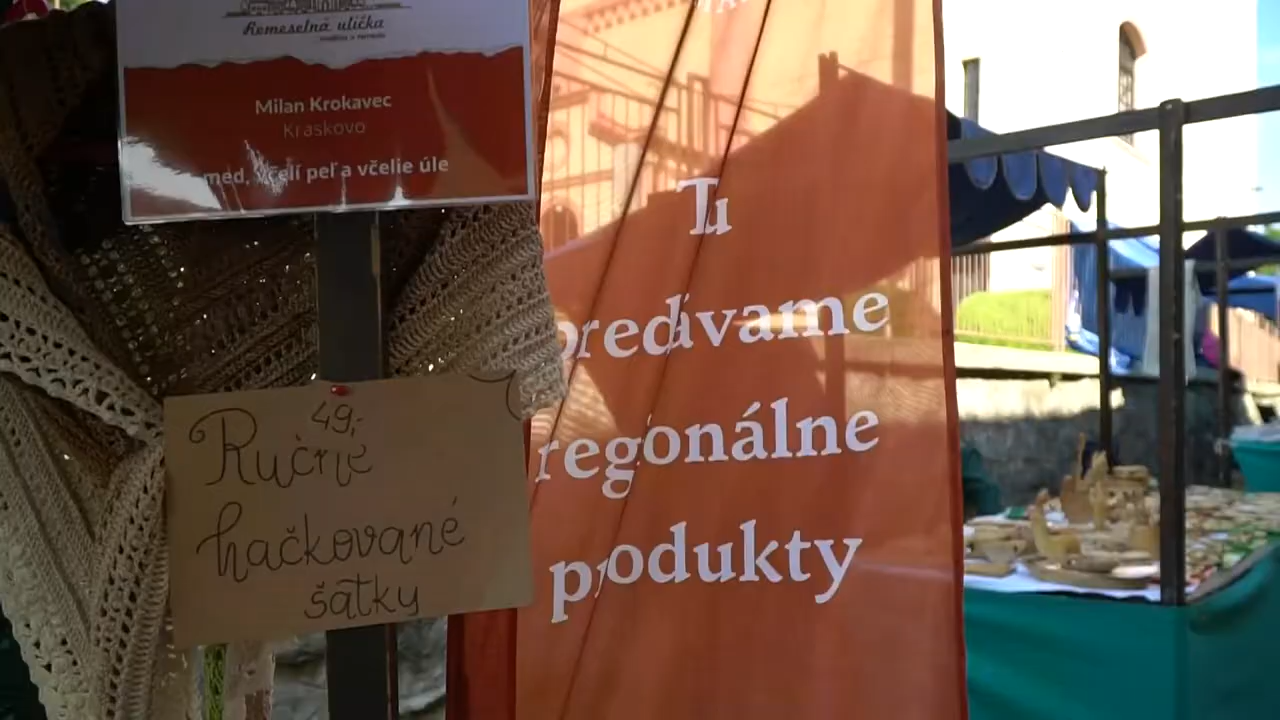 Remeselná ulička
Milan Krokavec
Kraskovo
med, včelí peľ a včelie úle
49,-
Ručne
háčkované
šatky
Tu
predávame
regionálne
produkty